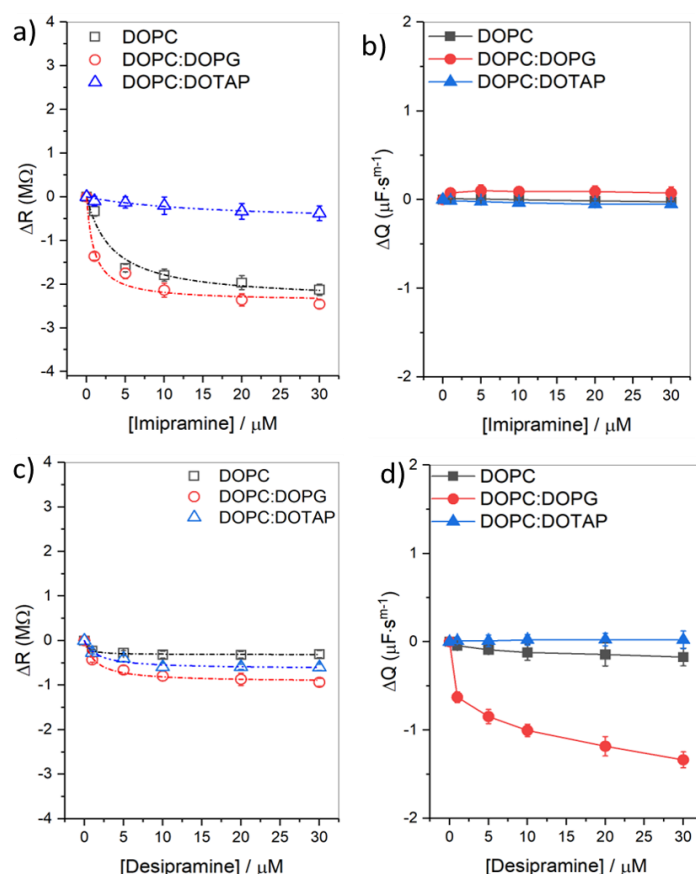 a)
DOPC
DOPC:DOPG
DOPC:DOTAP
4
3
2
1
0
-1
-2
-3
-4
ΔR (MΩ)
0 5 10 15 20 25 30
[Imipramine] / μM
b)
DOPC
DOPC:DOPG
DOPC:DOTAP
2
1
0
-1
-2
ΔQ (μF·s^m-1)
0 5 10 15 20 25 30
[Imipramine] / μM
c)
DOPC
DOPC:DOPG
DOPC:DOTAP
4
3
2
1
0
-1
-2
-3
-4
ΔR (MΩ)
0 5 10 15 20 25 30
[Desipramine] / μM
d)
DOPC
DOPC:DOPG
DOPC:DOTAP
2
1
0
-1
-2
ΔQ (μF·s^m-1)
0 5 10 15 20 25 30
[Desipramine] / μM